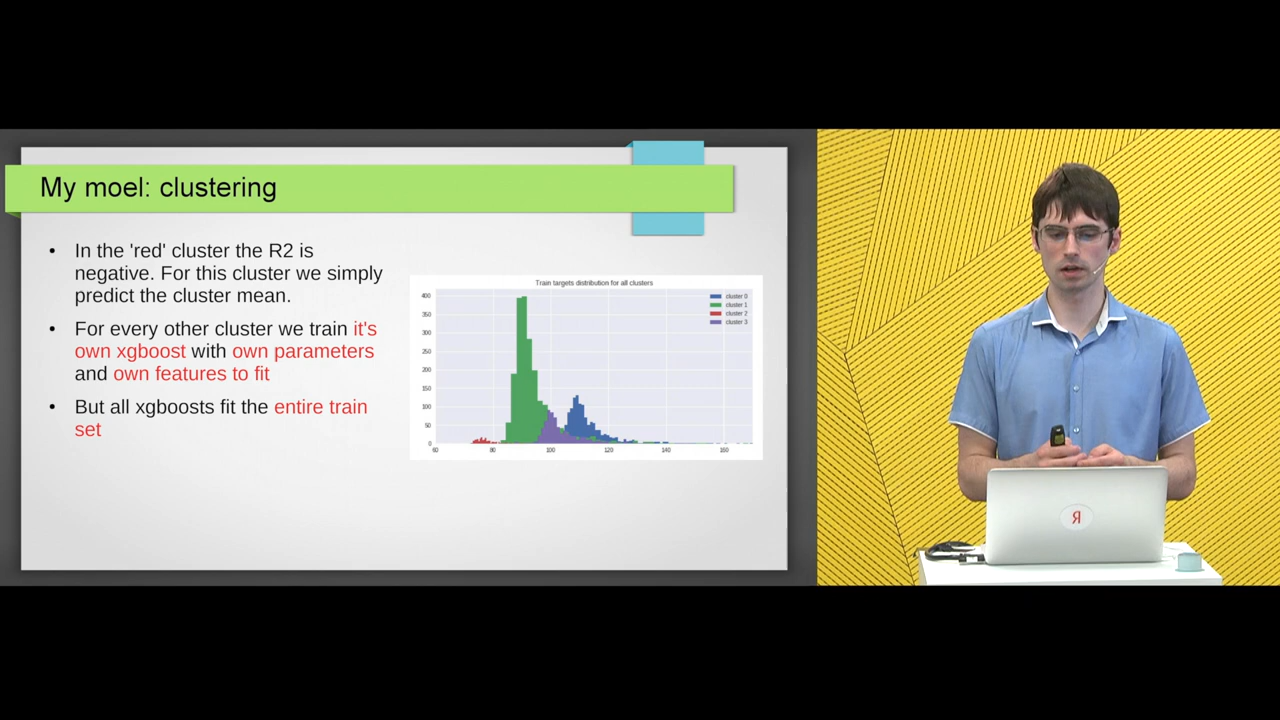 My moel: clustering
• In the 'red' cluster the R2 is
negative. For this cluster we simply
predict the cluster mean.
• For every other cluster we train it's
own xgboost with own parameters
and own features to fit
• But all xgboosts fit the entire train
set
Train targets distribution for all clusters
cluster 0
cluster 1
cluster 2
cluster 3
400
350
300
250
200
150
100
50
0
60 80 100 120 140 160
Я